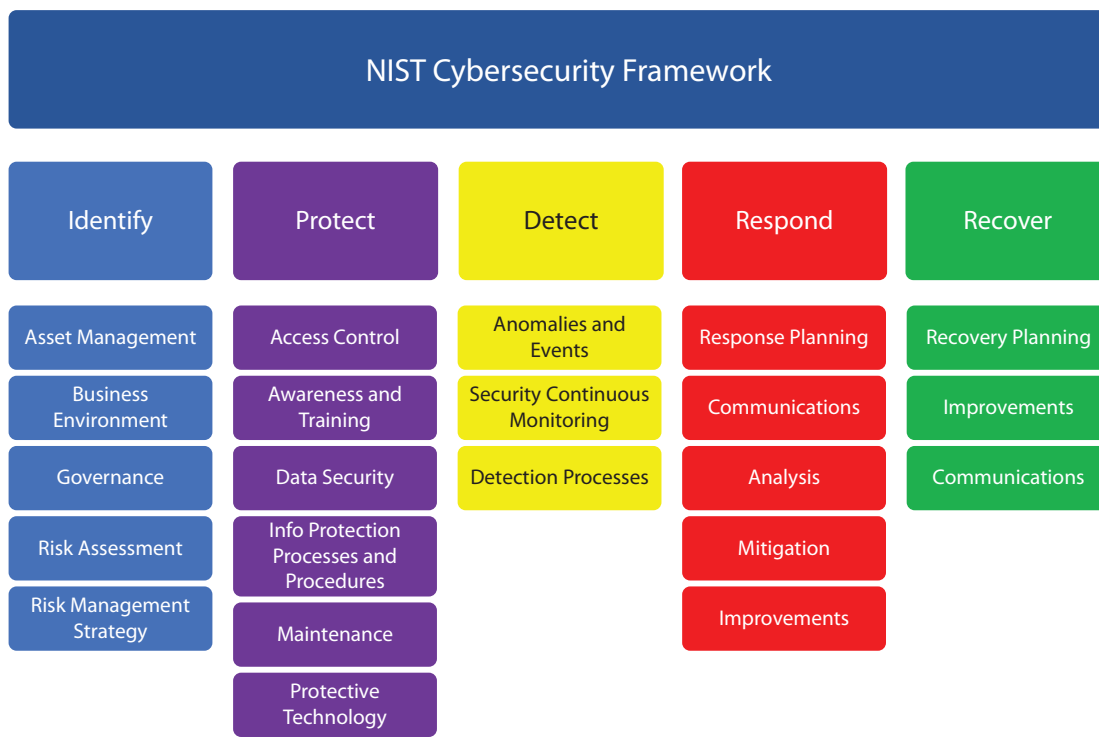 NIST Cybersecurity Framework
Identify
Protect
Detect
Respond
Recover
Asset Management
Business
Environment
Governance
Risk Assessment
Risk Management
Strategy
Access Control
Awareness and
Training
Data Security
Info Protection
Processes and
Procedures
Maintenance
Protective
Technology
Anomalies and
Events
Security Continuous
Monitoring
Detection Processes
Response Planning
Communications
Analysis
Mitigation
Improvements
Recovery Planning
Improvements
Communications